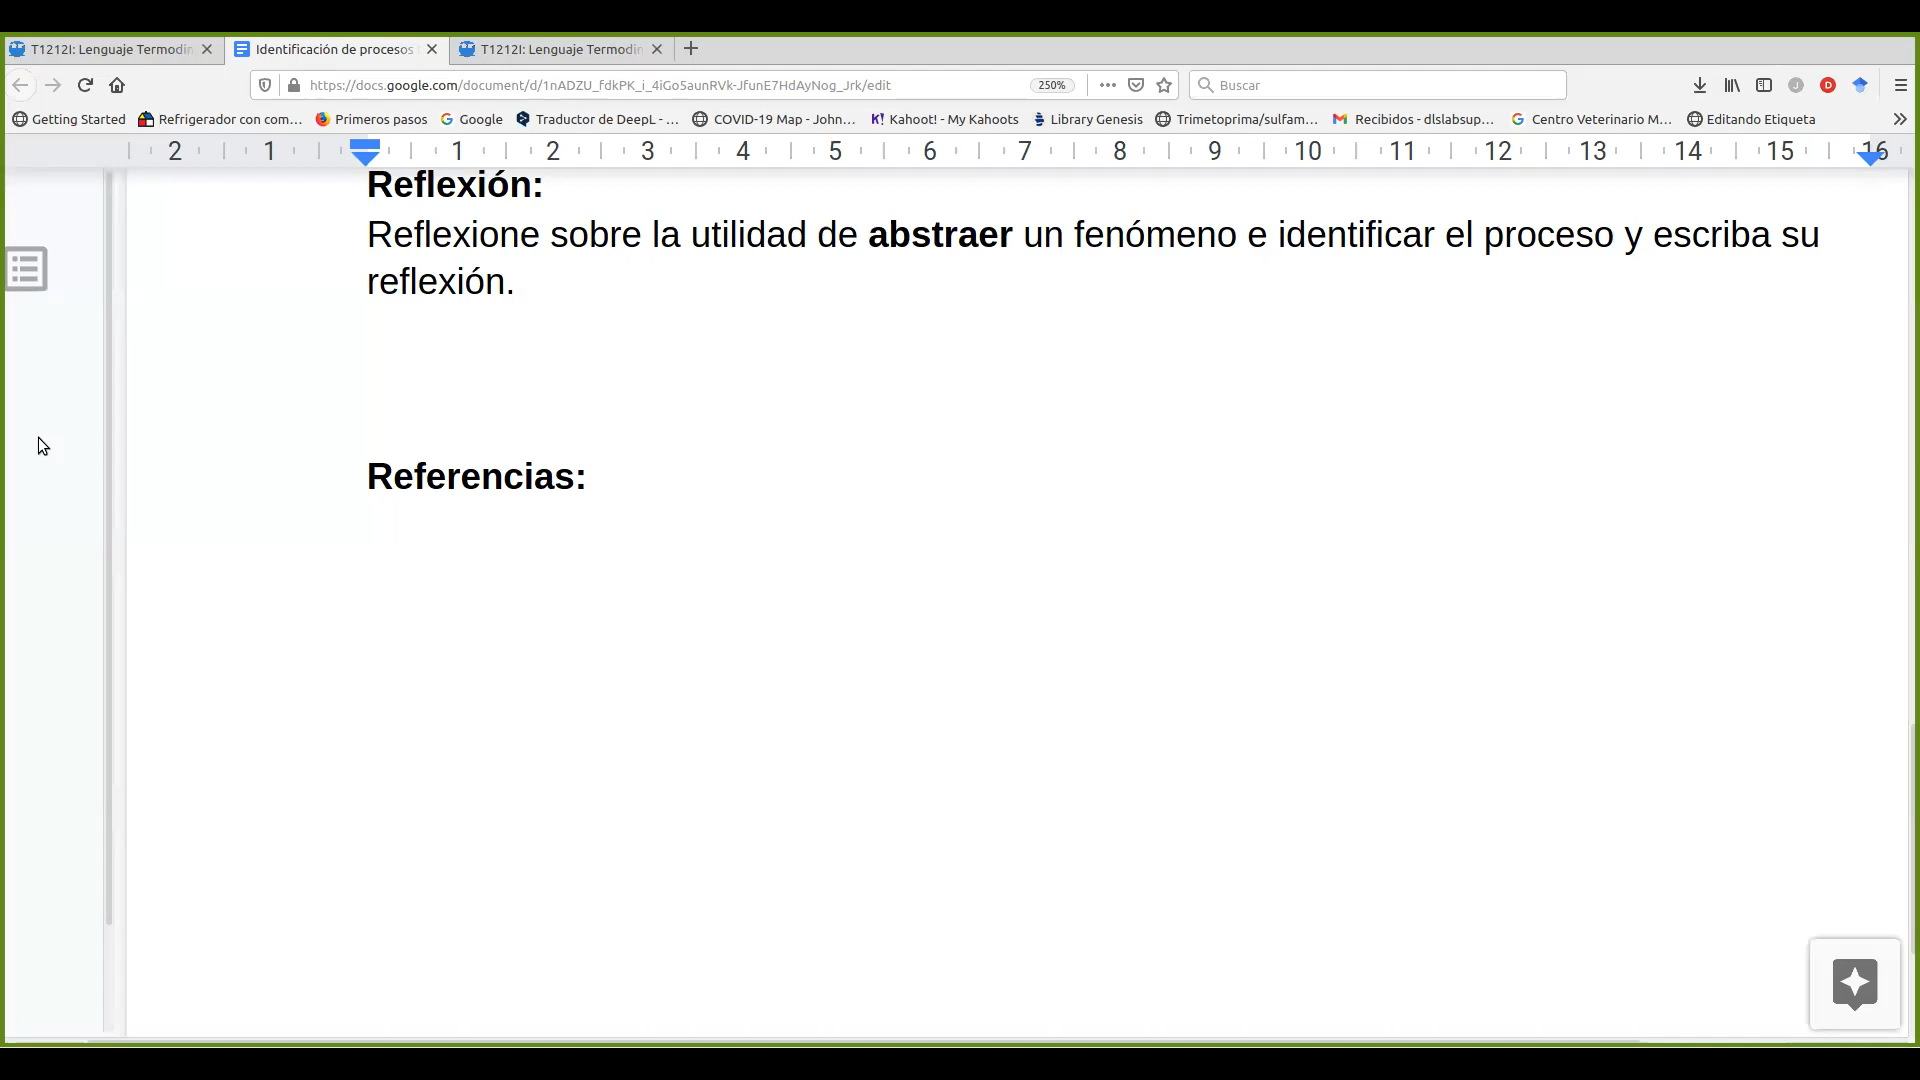 T1212I: Lenguaje Termodin
Identificación de procesos
T1212I: Lenguaje Termodin
https://docs.google.com/document/d/1nADZU_fdkPK_i_4iGo5aunRVk-JfunE7HdAyNog_Jrk/edit
250%
Buscar
Getting Started
Refrigerador con com...
Primeros pasos
Google
Traductor de DeepL - ...
COVID-19 Map - John...
Kahoot! - My Kahoots
Library Genesis
Trimetoprima/sulfam...
Recibidos - dlslabsup...
Centro Veterinario M...
Editando Etiqueta
2 1 1 2 3 4 5 6 7 8 9 10 11 12 13 14 15 16
Reflexión:
Reflexione sobre la utilidad de abstraer un fenómeno e identificar el proceso y escriba su
reflexión.
Referencias: